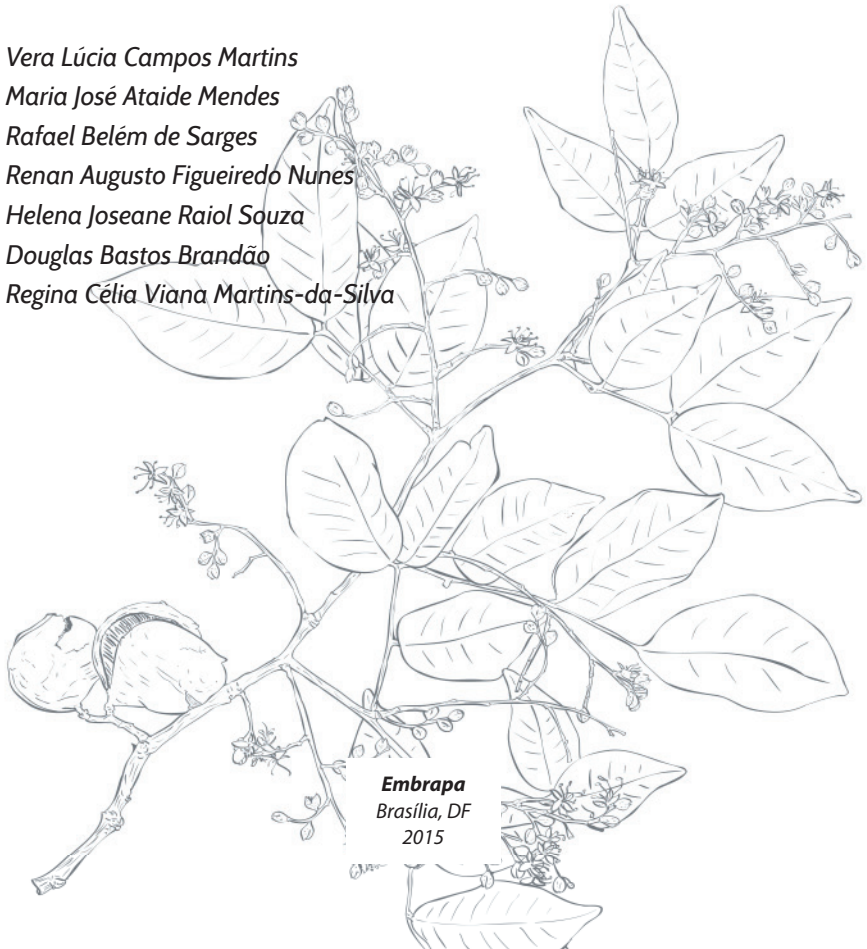 Vera Lúcia Campos Martins
Maria José Ataide Mendes
Rafael Belém de Sarges
Renan Augusto Figueiredo Nunes
Helena Joseane Raiol Souza
Douglas Bastos Brandão
Regina Célia Viana Martins-da-Silva
Embrapa
Brasília, DF
2015